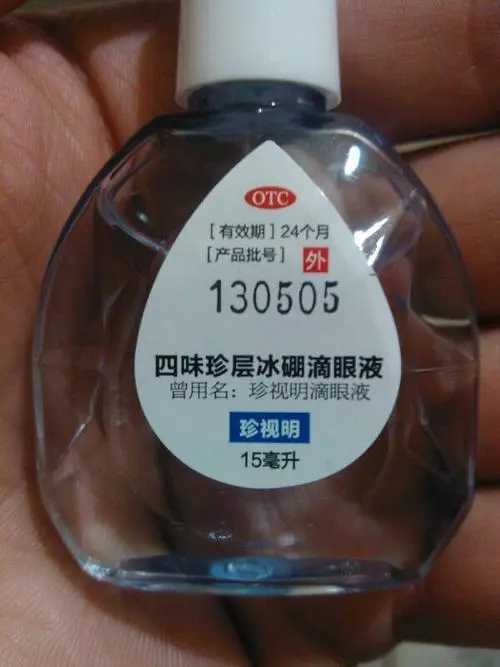 OTC
[有效期]24个月
[产品批号] 外
130505
四味珍层冰硼滴眼液
曾用名：珍视明滴眼液
珍视明
15毫升